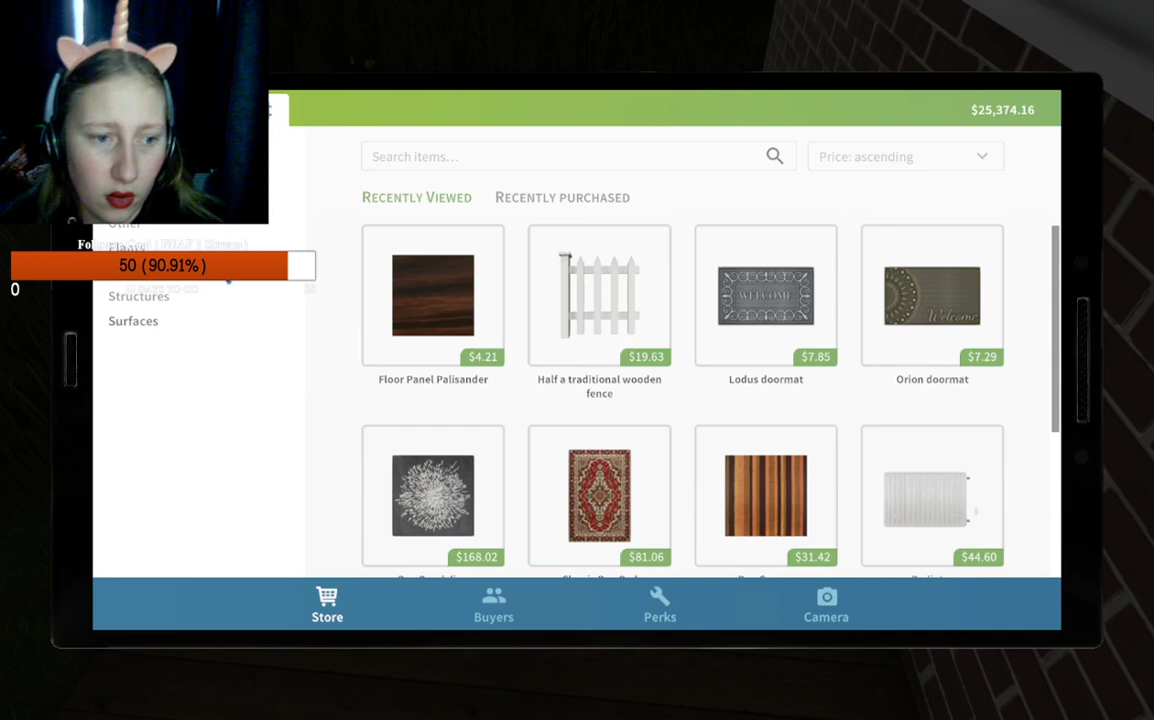 $25,374.16
Search items...
Price: ascending
RECENTLY VIEWED
RECENTLY PURCHASED
Other
Plants
50 (90.91%)
0
Structures
Surfaces
$4.21
Floor Panel Palisander
$19.63
Half a traditional wooden
fence
WELCOME
$7.85
Lodus doormat
Welcome
$7.29
Orion doormat
$168.02
$81.06
$31.42
$44.60
Store
Buyers
Perks
Camera